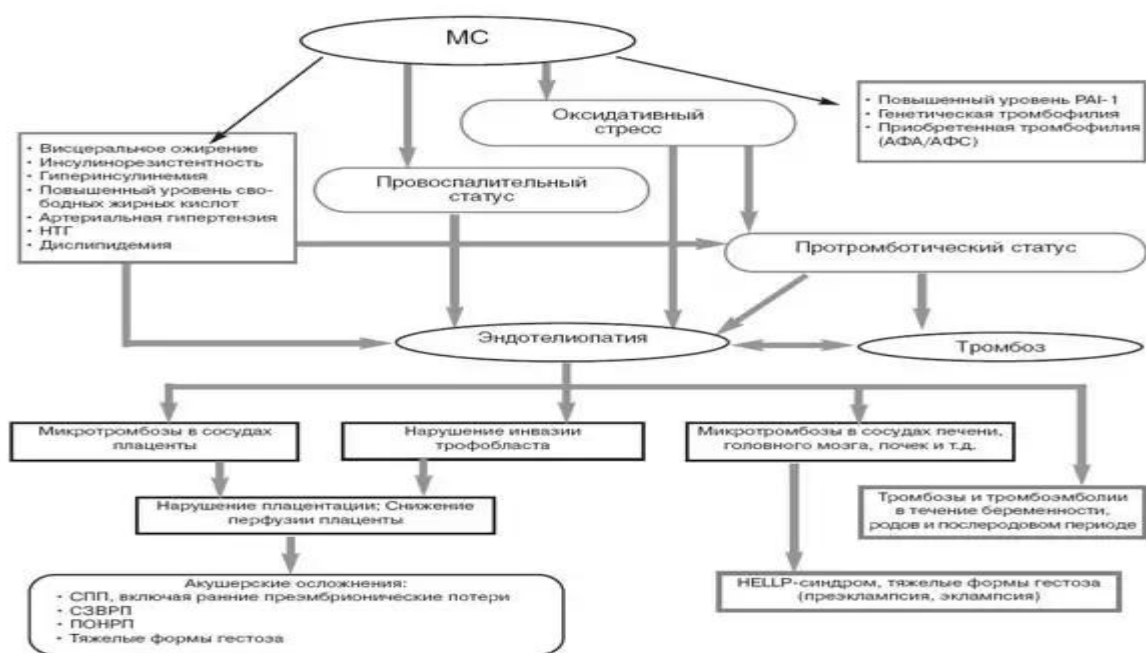 МС
Оксидативный
стресс
• Повышенный уровень PAI-1
• Генетическая тромбофилия
• Приобретенная тромбофилия
(АФА/АФС)
• Висцеральное ожирение
• Инсулинорезистентность
• Гиперинсулинемия
• Повышенный уровень сво-
бодных жирных кислот
• Артериальная гипертензия
• НТГ
• Дислипидемия
Провоспалительный
статус
Протромботический статус
Эндотелиопатия
Тромбоз
Микротромбозы в сосудах
плаценты
Нарушение инвазии
трофобласта
Микротромбозы в сосудах печени,
головного мозга, почек и т.д.
Нарушение плацентации; Снижение
перфузии плаценты
Тромбозы и тромбоэмболии
в течение беременности,
родов и послеродовом периоде
Акушерские осложнения:
• СПП, включая ранние преэмбрионические потери
• СЗВРП
• ПОНРП
• Тяжелые формы гестоза
HELLP-синдром, тяжелые формы гестоза
(преэклампсия, эклампсия)